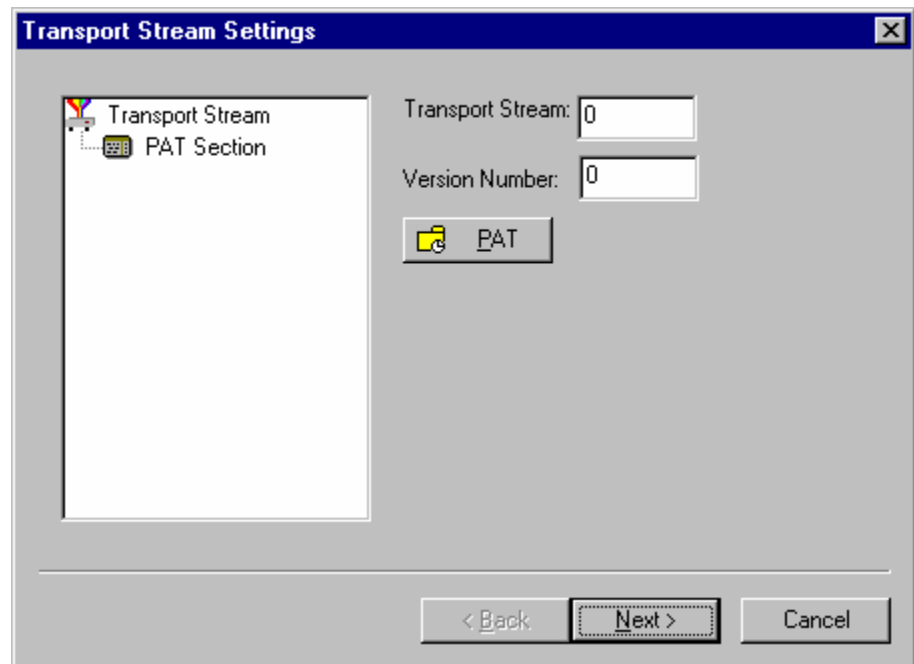 Transport Stream Settings
Transport Stream
PAT Section
Transport Stream: 0
Version Number: 0
PAT
< Back
Next >
Cancel